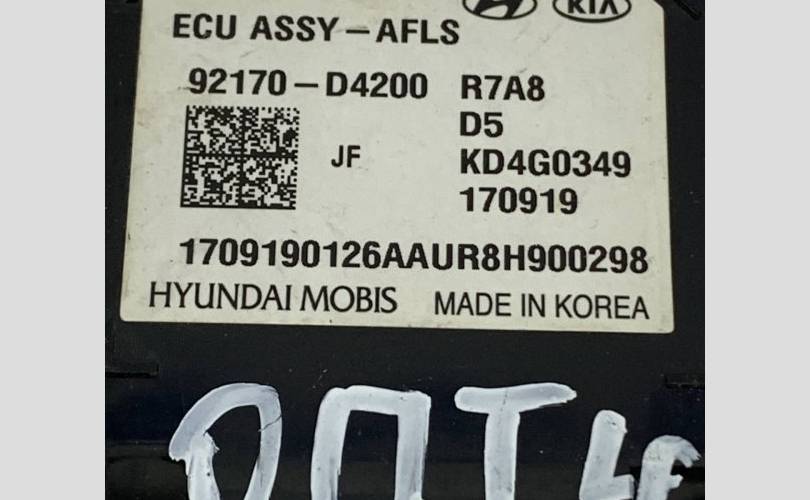 KIA
ECU ASSY-AFLS
92170-D4200 R7A8
D5
JF KD4G0349
170919
1709190126AAUR8H900298
HYUNDAI MOBIS MADE IN KOREA